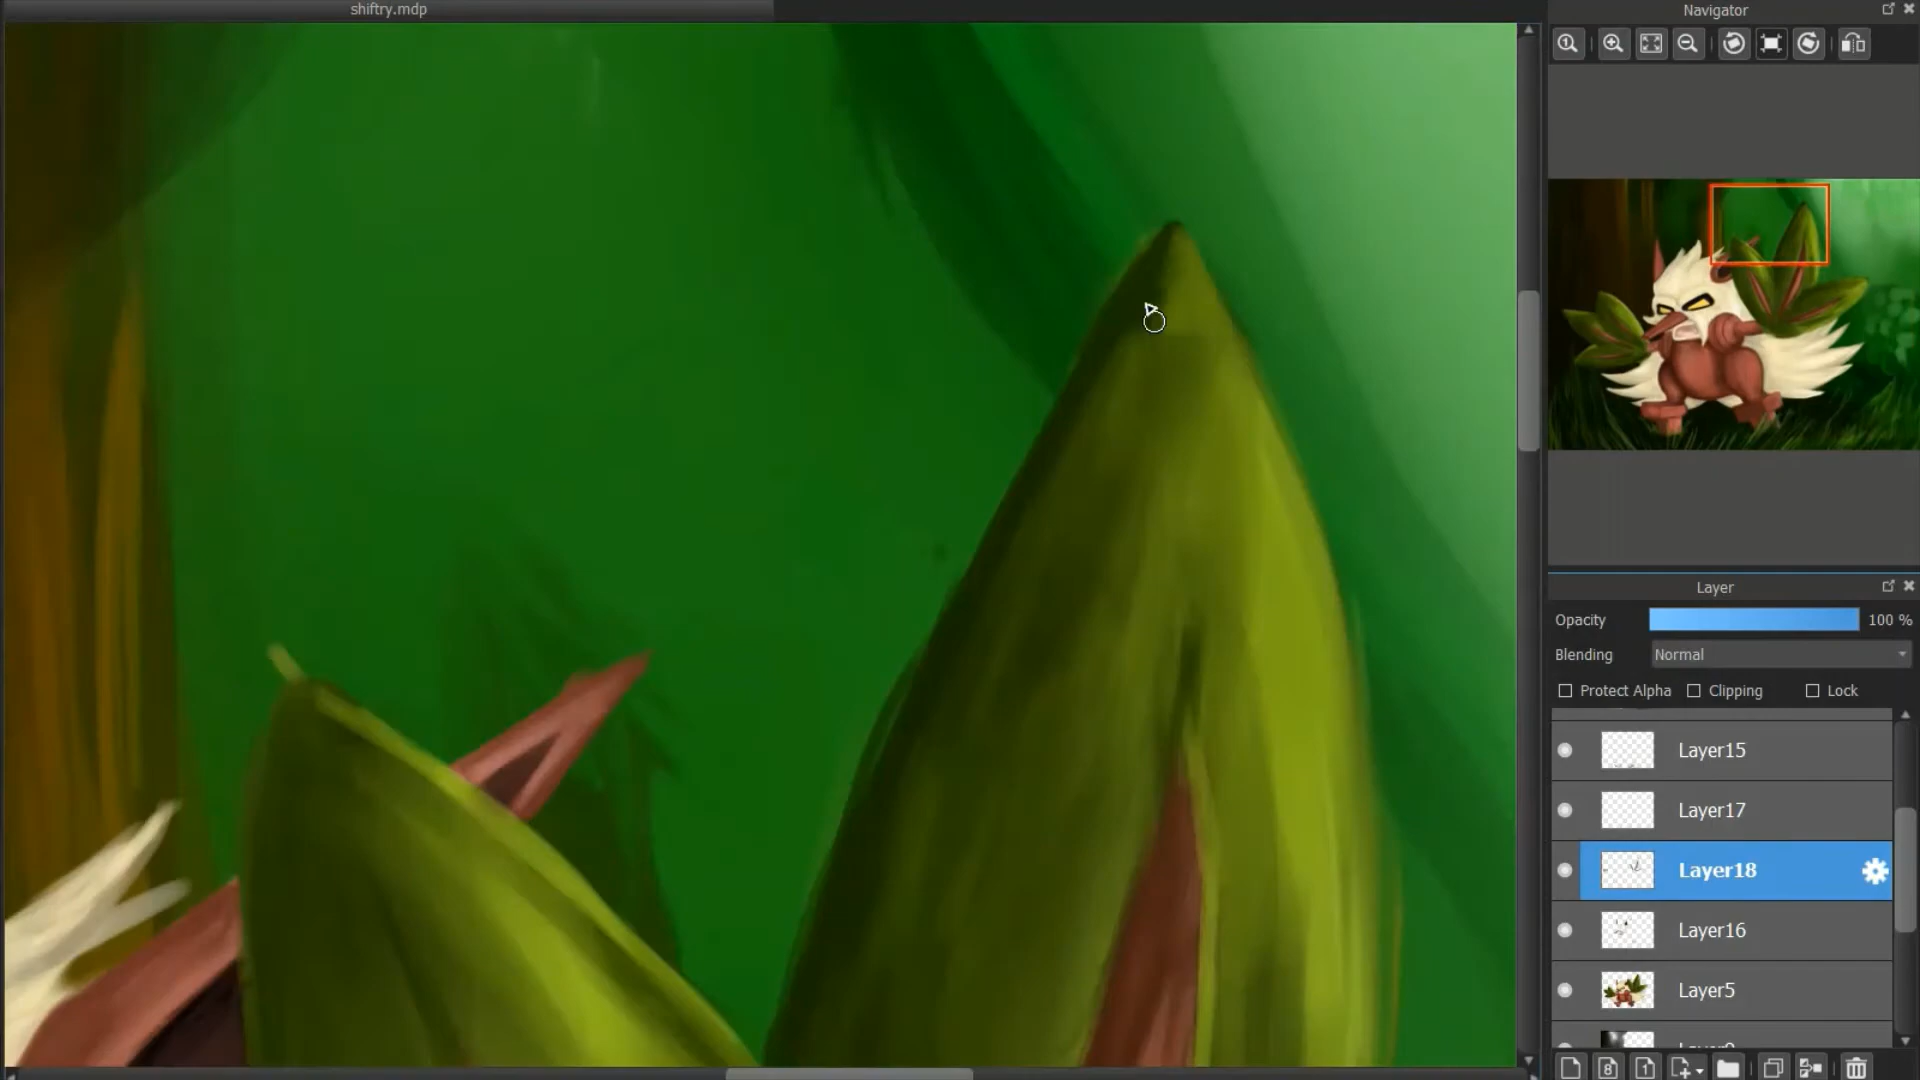 shiftry.mdp
Navigator
Layer
Opacity 100 %
Blending Normal
Protect Alpha Clipping Lock
Layer15
Layer17
Layer18
Layer16
Layer5